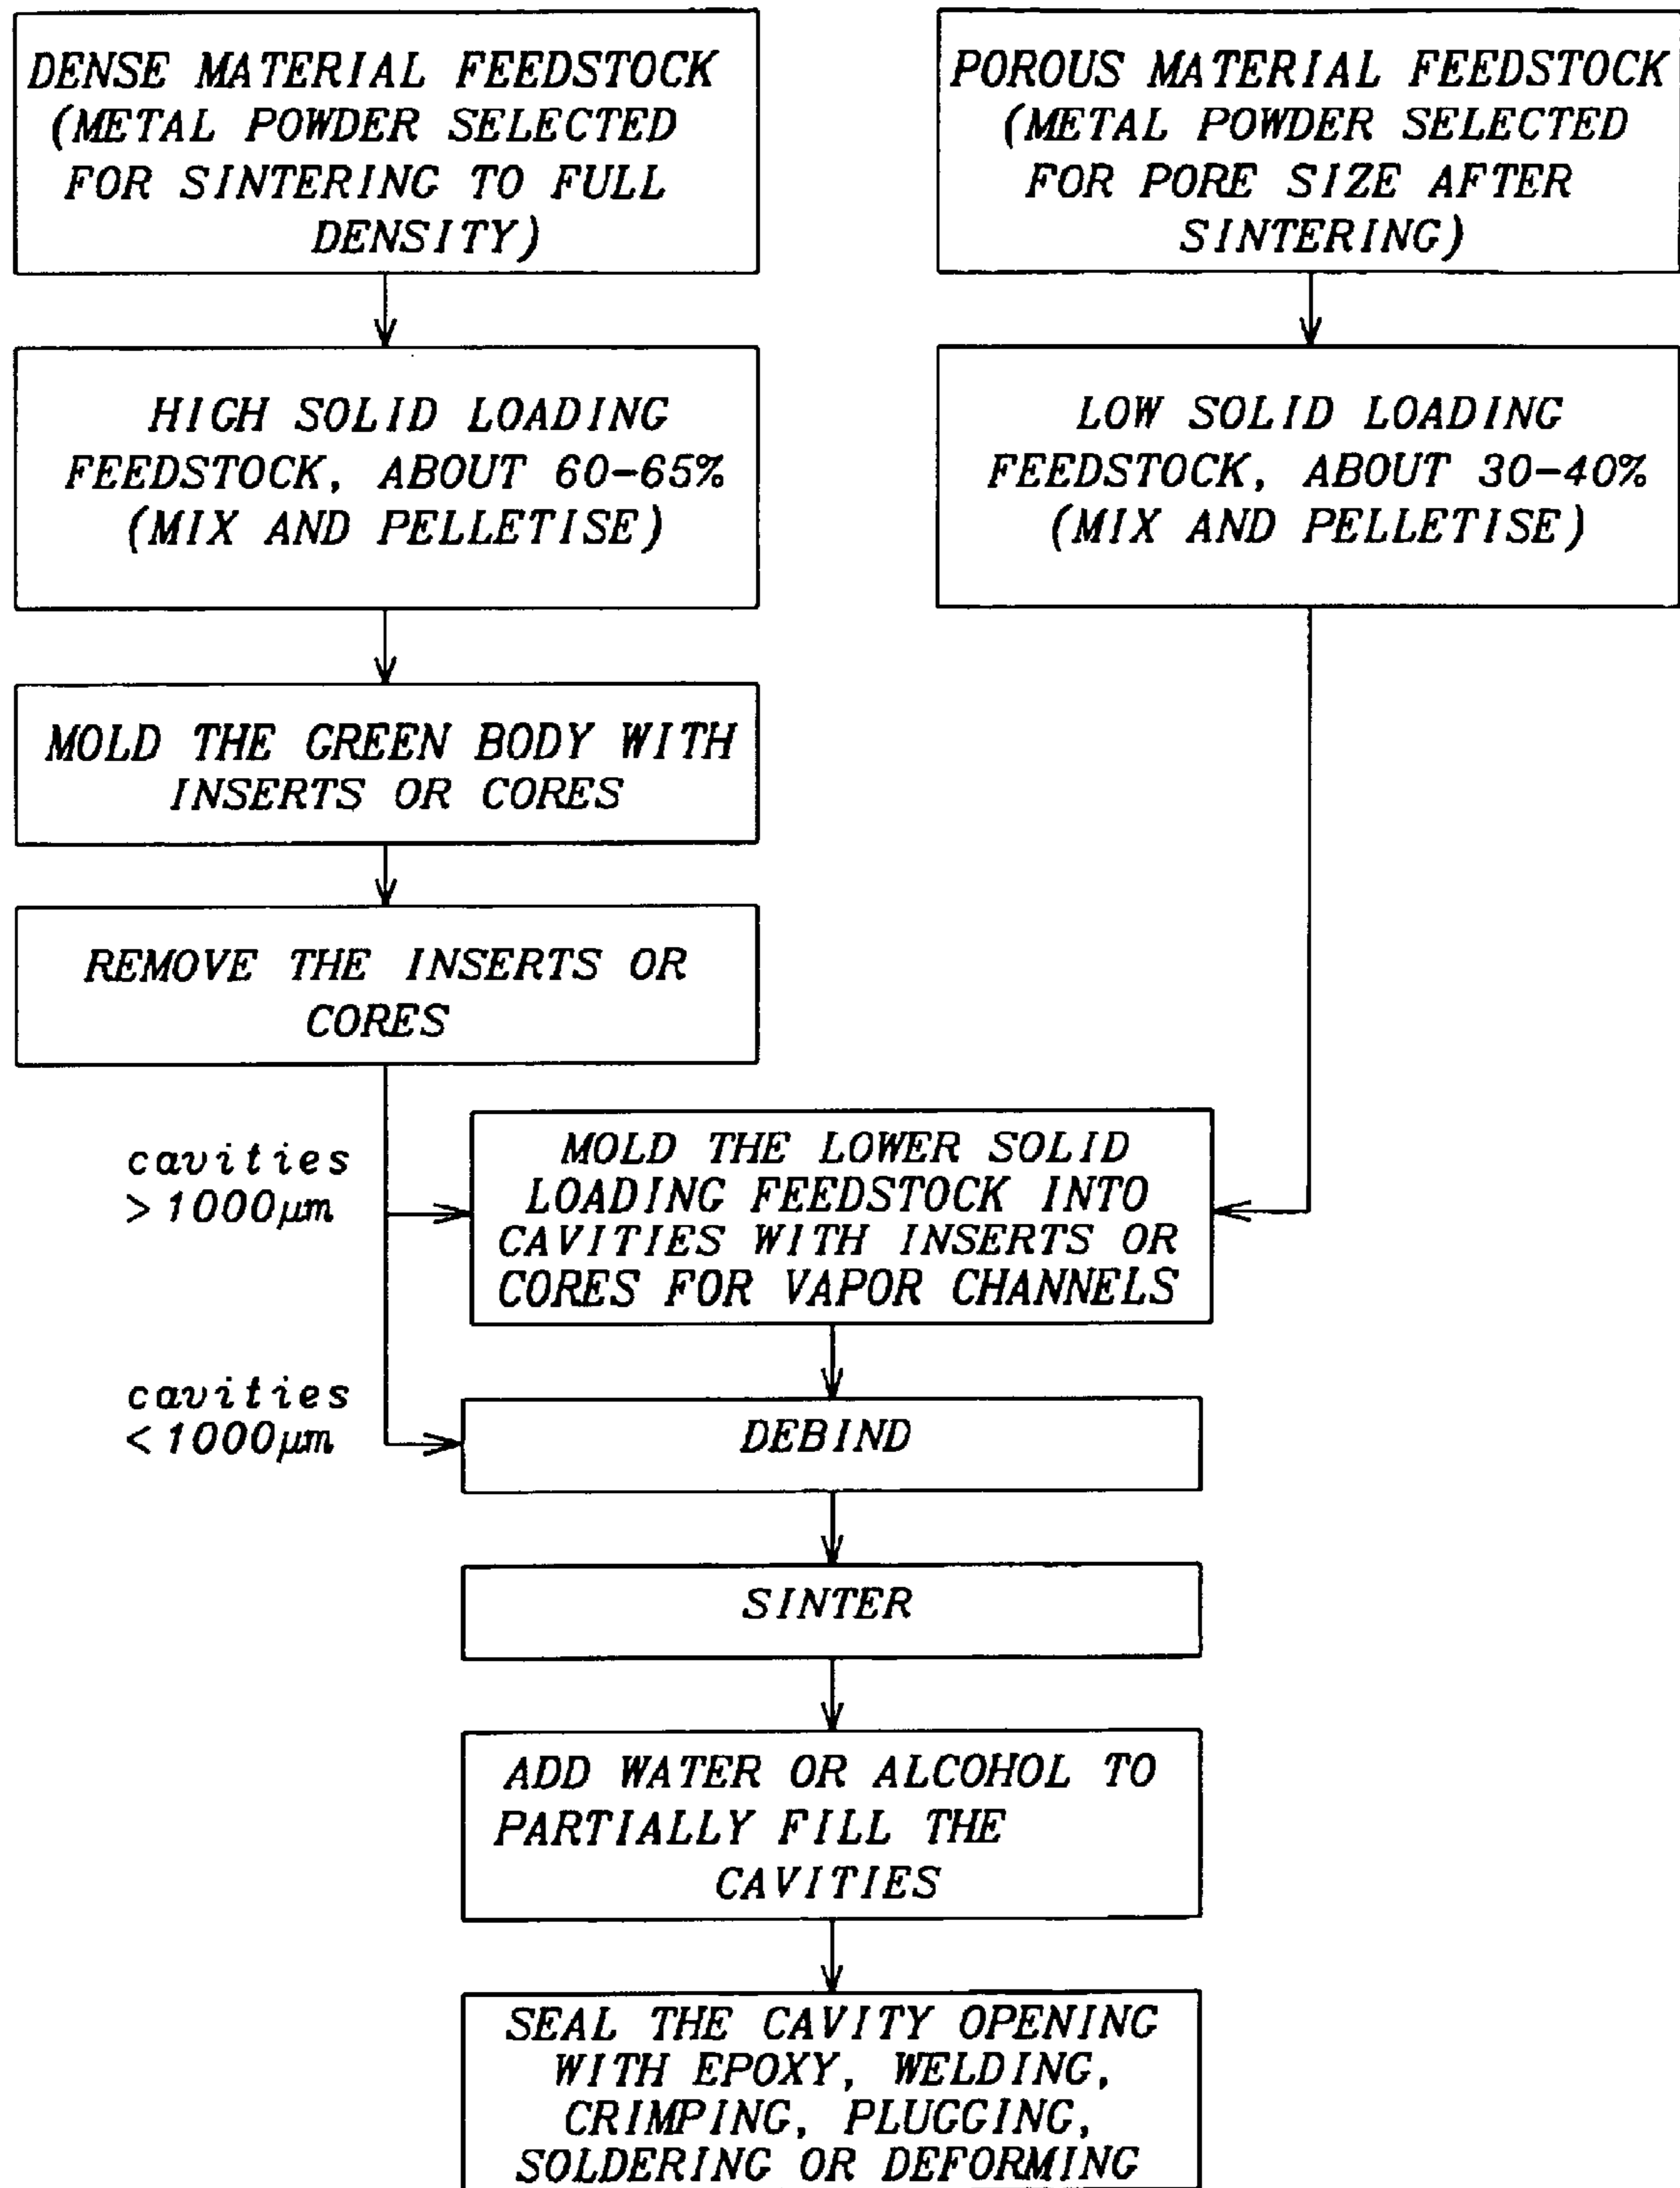 DENSE MATERIAL FEEDSTOCK
(METAL POWDER SELECTED
FOR SINTERING TO FULL
DENSITY)
POROUS MATERIAL FEEDSTOCK
(METAL POWDER SELECTED
FOR PORE SIZE AFTER
SINTERING)
HIGH SOLID LOADING
FEEDSTOCK, ABOUT 60-65%
(MIX AND PELLETISE)
LOW SOLID LOADING
FEEDSTOCK, ABOUT 30-40%
(MIX AND PELLETISE)
MOLD THE GREEN BODY WITH
INSERTS OR CORES
REMOVE THE INSERTS OR
CORES
cavities
> 1000µm
MOLD THE LOWER SOLID
LOADING FEEDSTOCK INTO
CAVITIES WITH INSERTS OR
CORES FOR VAPOR CHANNELS
cavities
< 1000µm
DEBIND
SINTER
ADD WATER OR ALCOHOL TO
PARTIALLY FILL THE
CAVITIES
SEAL THE CAVITY OPENING
WITH EPOXY, WELDING,
CRIMPING, PLUGGING,
SOLDERING OR DEFORMING